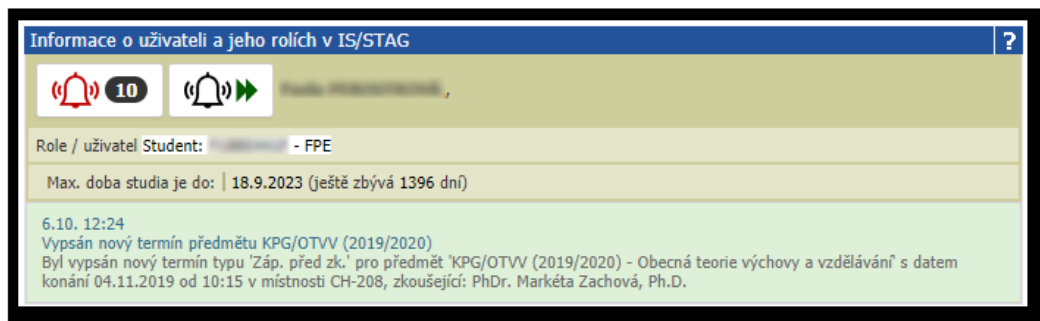 Informace o uživateli a jeho rolích v IS/STAG ?
10 ,
Role / uživatel Student: - FPE
Max. doba studia je do: 18.9.2023 (ještě zbývá 1396 dní)
6.10. 12:24
Vypsán nový termín předmětu KPG/OTVV (2019/2020)
Byl vypsán nový termín typu 'Záp. před zk.' pro předmět 'KPG/OTVV (2019/2020) - Obecná teorie výchovy a vzdělávání' s datem
konání 04.11.2019 od 10:15 v místnosti CH-208, zkoušející: PhDr. Markéta Zachová, Ph.D.